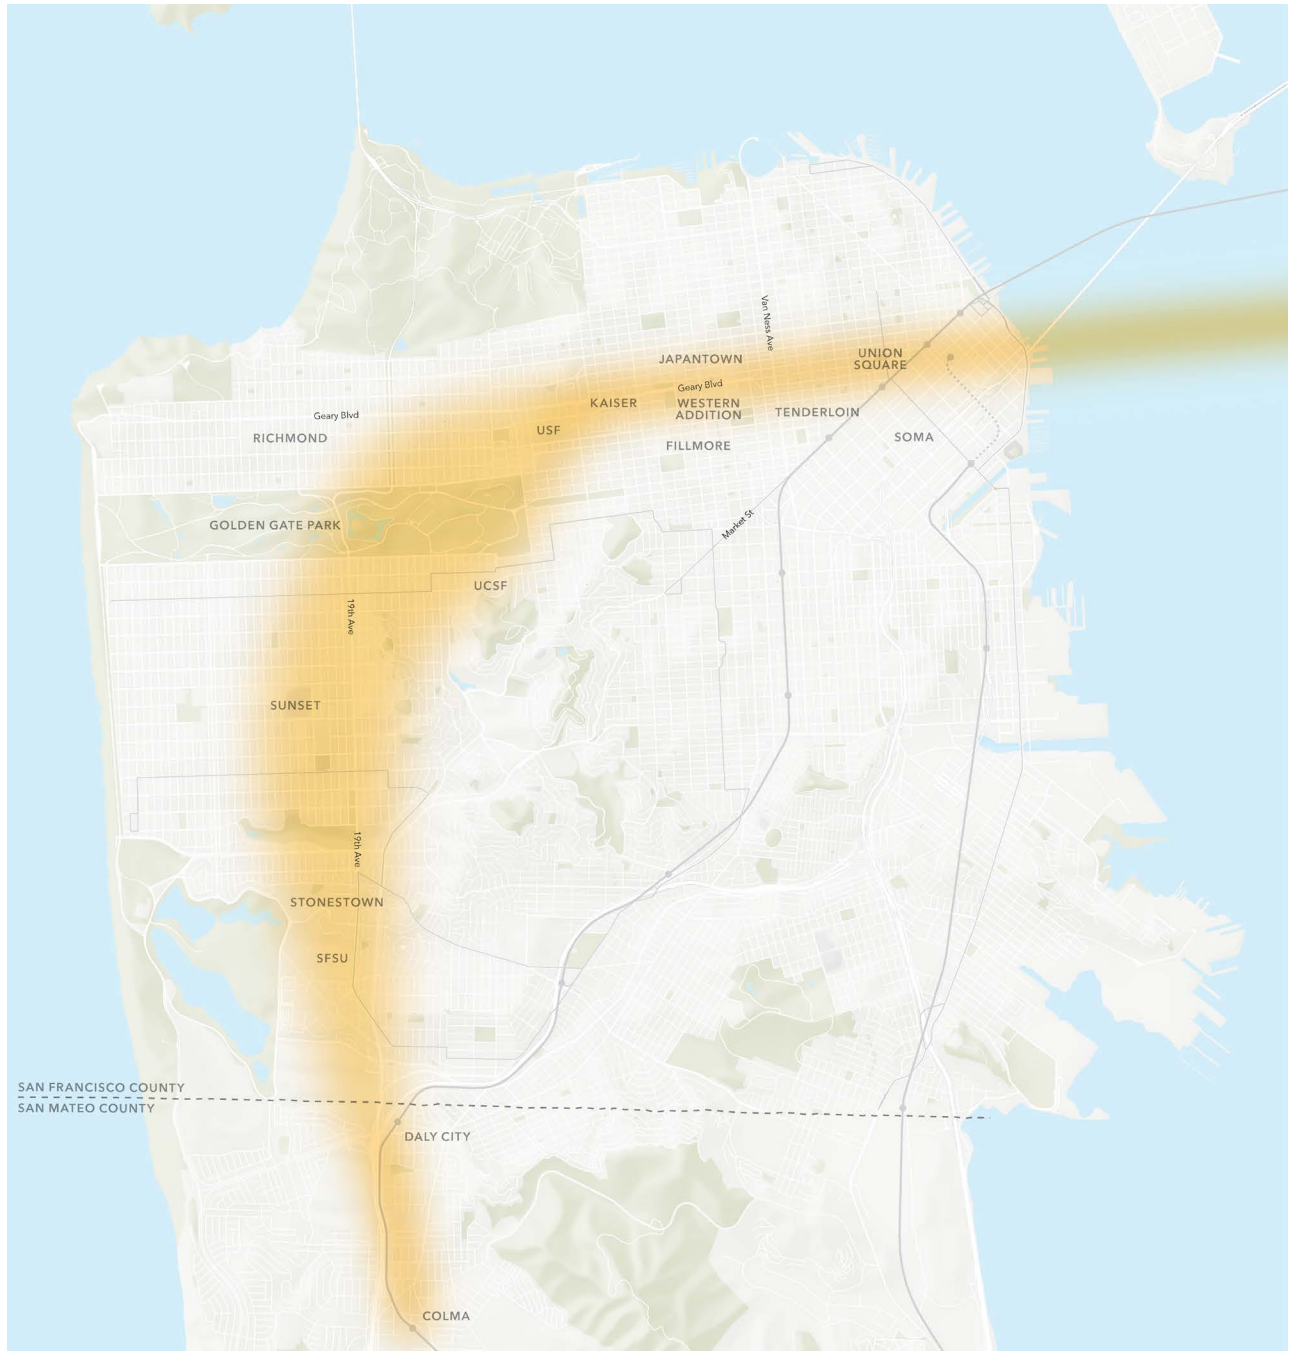 Van Ness Ave
JAPANTOWN
UNION
SQUARE
Geary Blvd
KAISER
WESTERN
ADDITION
TENDERLOIN
Geary Blvd
RICHMOND
USF
FILLMORE
SOMA
GOLDEN GATE PARK
Market St
UCSF
19th Ave
SUNSET
19th Ave
STONESTOWN
SFSU
SAN FRANCISCO COUNTY
SAN MATEO COUNTY
DALY CITY
COLMA